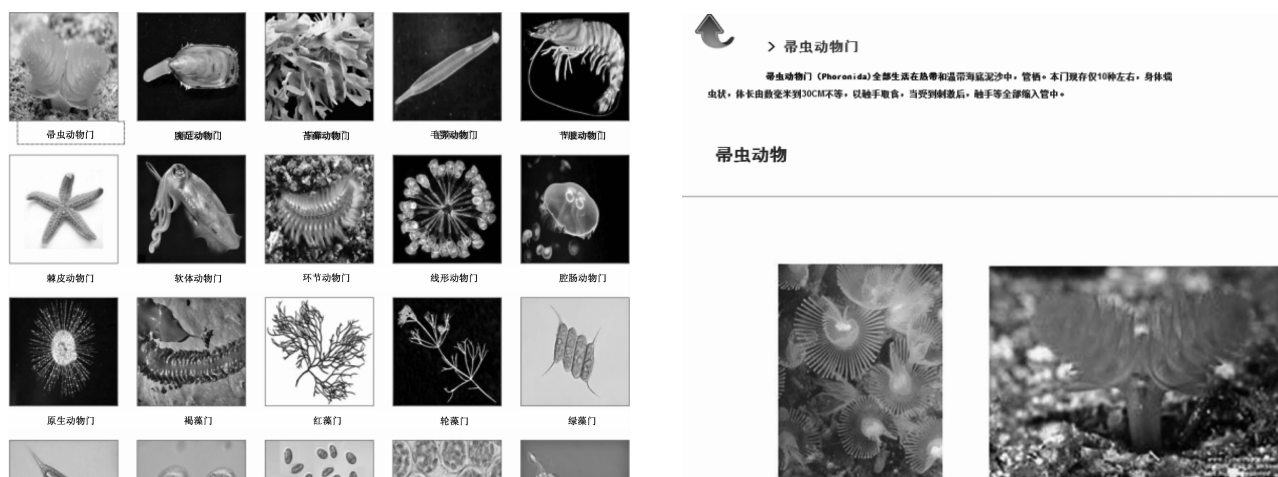 帚虫动物门
腕足动物门
苔藓动物门
毛颚动物门
节肢动物门
棘皮动物门
软体动物门
环节动物门
线形动物门
腔肠动物门
原生动物门
褐藻门
红藻门
轮藻门
绿藻门
> 帚虫动物门
帚虫动物门 (Phoronida)全部生活在热带和温带海底泥沙中，管栖。本门现存仅10种左右，身体蠕
虫状，体长由数毫米到30CM不等，以触手取食，当受到刺激后，触手等全部缩入管中。
帚虫动物